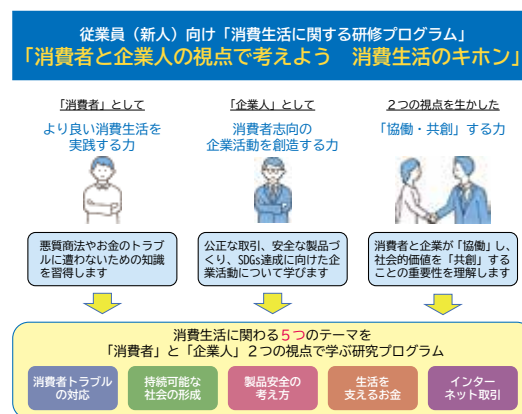 従業員（新人）向け「消費生活に関する研修プログラム」
「消費者と企業人の視点で考えよう　消費生活のキホン」
「消費者」として
より良い消費生活を
実践する力
「企業人」として
消費者志向の
企業活動を創造する力
２つの視点を生かした
「協働・共創」する力
悪質商法やお金のトラブ
ルに遭わないための知識
を習得します
公正な取引、安全な製品づ
くり、SDGs達成に向けた企
業活動について学びます
消費者と企業が「協働」し、
社会的価値を「共創」する
ことの重要性を理解します
消費生活に関わる５つのテーマを
「消費者」と「企業人」２つの視点で学ぶ研究プログラム
消費者トラブル
の対応
持続可能な
社会の形成
製品安全の
考え方
生活を
支えるお金
インター
ネット取引